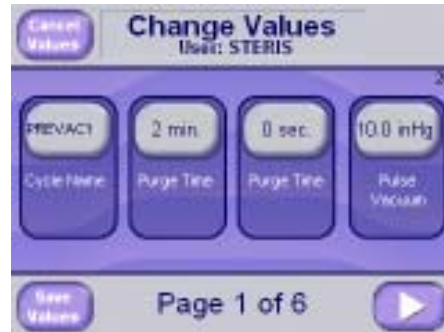 Cancel
Values
Change Values
User: STERIS
PREVAC1
2 min.
0 sec.
10.0 inHg
Cycle Name
Purge Time
Purge Time
Pulse
Vacuum
Save
Values
Page 1 of 6